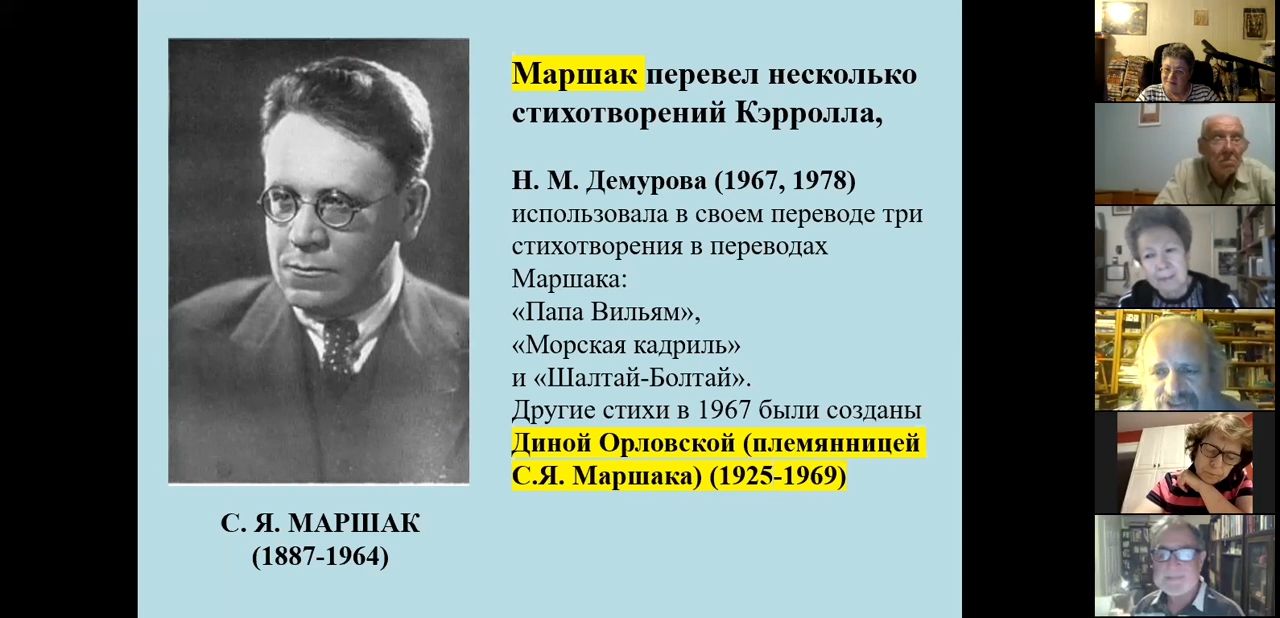 Маршак перевел несколько
стихотворений Кэрролла,
Н. М. Демурова (1967, 1978)
использовала в своем переводе три
стихотворения в переводах
Маршака:
«Папа Вильям»,
«Морская кадриль»
и «Шалтай-Болтай».
Другие стихи в 1967 были созданы
Диной Орловской (племянницей
С.Я. Маршака) (1925-1969)
С. Я. МАРШАК
(1887-1964)